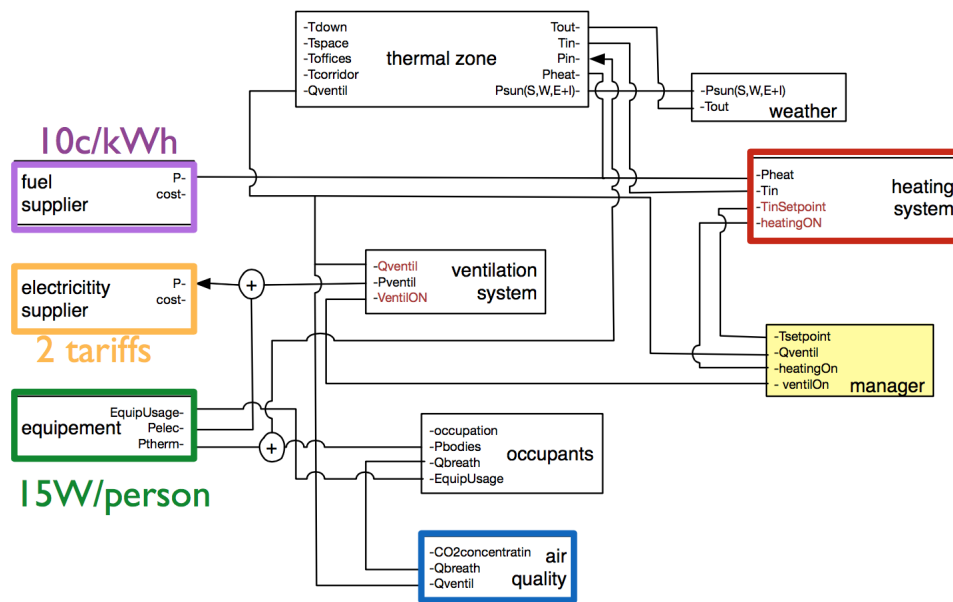 -Tdown
-Tspace
-Toffices
-Tcorridor
-Qventil
thermal zone
Tout-
Tin-
Pin-
Pheat-
Psun(S,W,E+I)-
-Psun(S,W,E+I)
-Tout
weather
10c/kWh
fuel
supplier
P-
cost-
-Pheat
-Tin
-TinSetpoint
-heatingON
heating
system
electricitity
supplier
P-
cost-
2 tariffs
+
-Qventil
-Pventil
-VentilON
ventilation
system
-Tsetpoint
-Qventil
-heatingOn
- ventilOn
manager
equipement
EquipUsage-
Pelec-
Ptherm-
+
15W/person
-occupation
-Pbodies
-Qbreath
-EquipUsage
occupants
-CO2concentratin
-Qbreath
-Qventil
air
quality